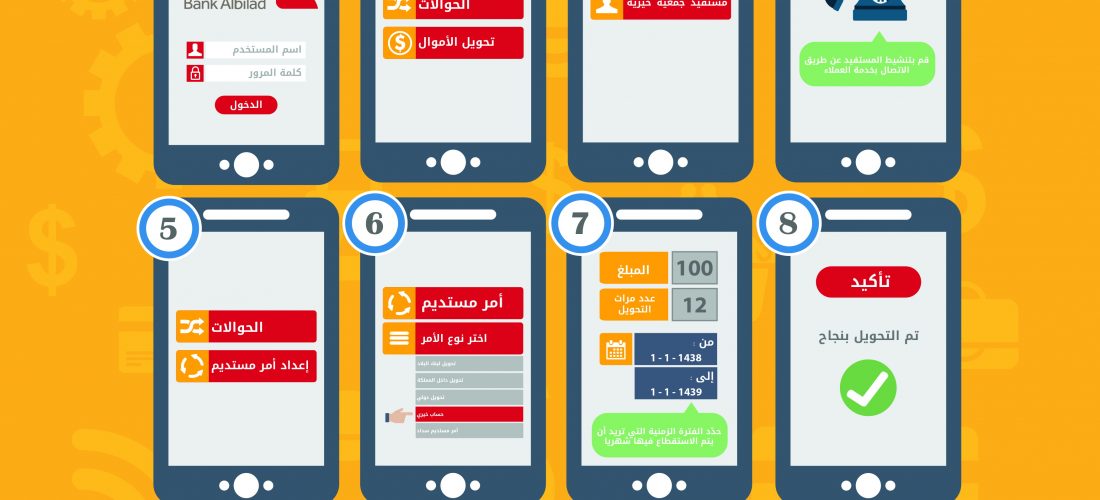 Bank Albilad
اسم المستخدم
كلمة المرور
الدخول
الحوالات
تحويل الأموال
مستفيد جمعية خيرية
قم بتنشيط المستفيد عن طريق
الاتصال بخدمة العملاء
5
الحوالات
إعداد أمر مستديم
6
أمر مستديم
اختر نوع الأمر
تحويل لبنك البلاد
تحويل داخل المملكة
تحويل دولي
حساب خيري
أمر مستديم سداد
7
المبلغ 100
عدد مرات
التحويل 12
من :
1 - 1 - 1438
إلى :
1 - 1 - 1439
حدّد الفترة الزمنية التي تريد أن
يتم الاستقطاع فيها شهرياً
8
تأكيد
تم التحويل بنجاح